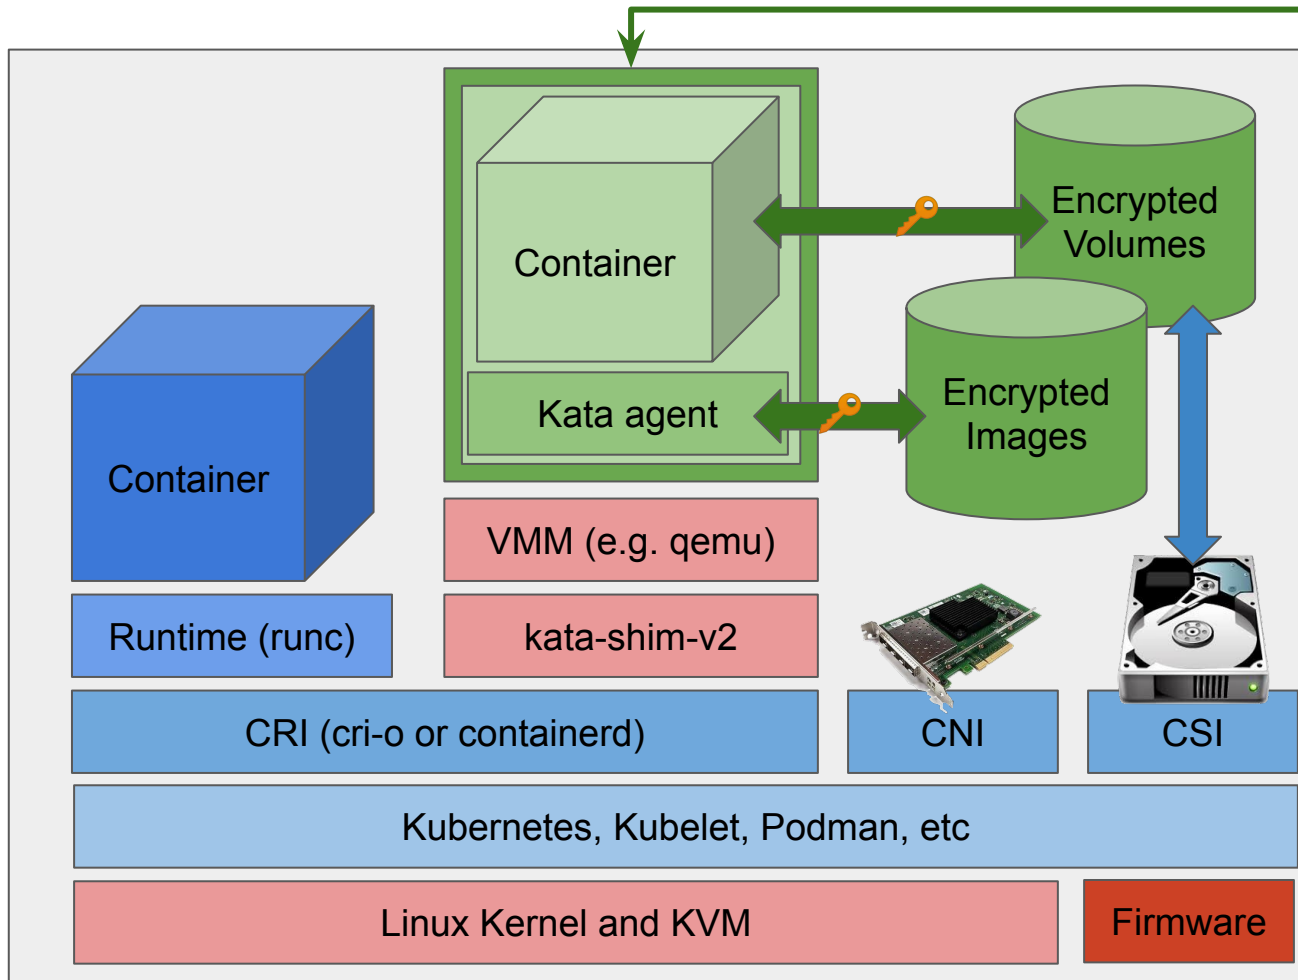 Container
Encrypted
Volumes
Container
Kata agent
Encrypted
Images
VMM (e.g. qemu)
Runtime (runc)
kata-shim-v2
CRI (cri-o or containerd)
CNI
CSI
Kubernetes, Kubelet, Podman, etc
Linux Kernel and KVM
Firmware